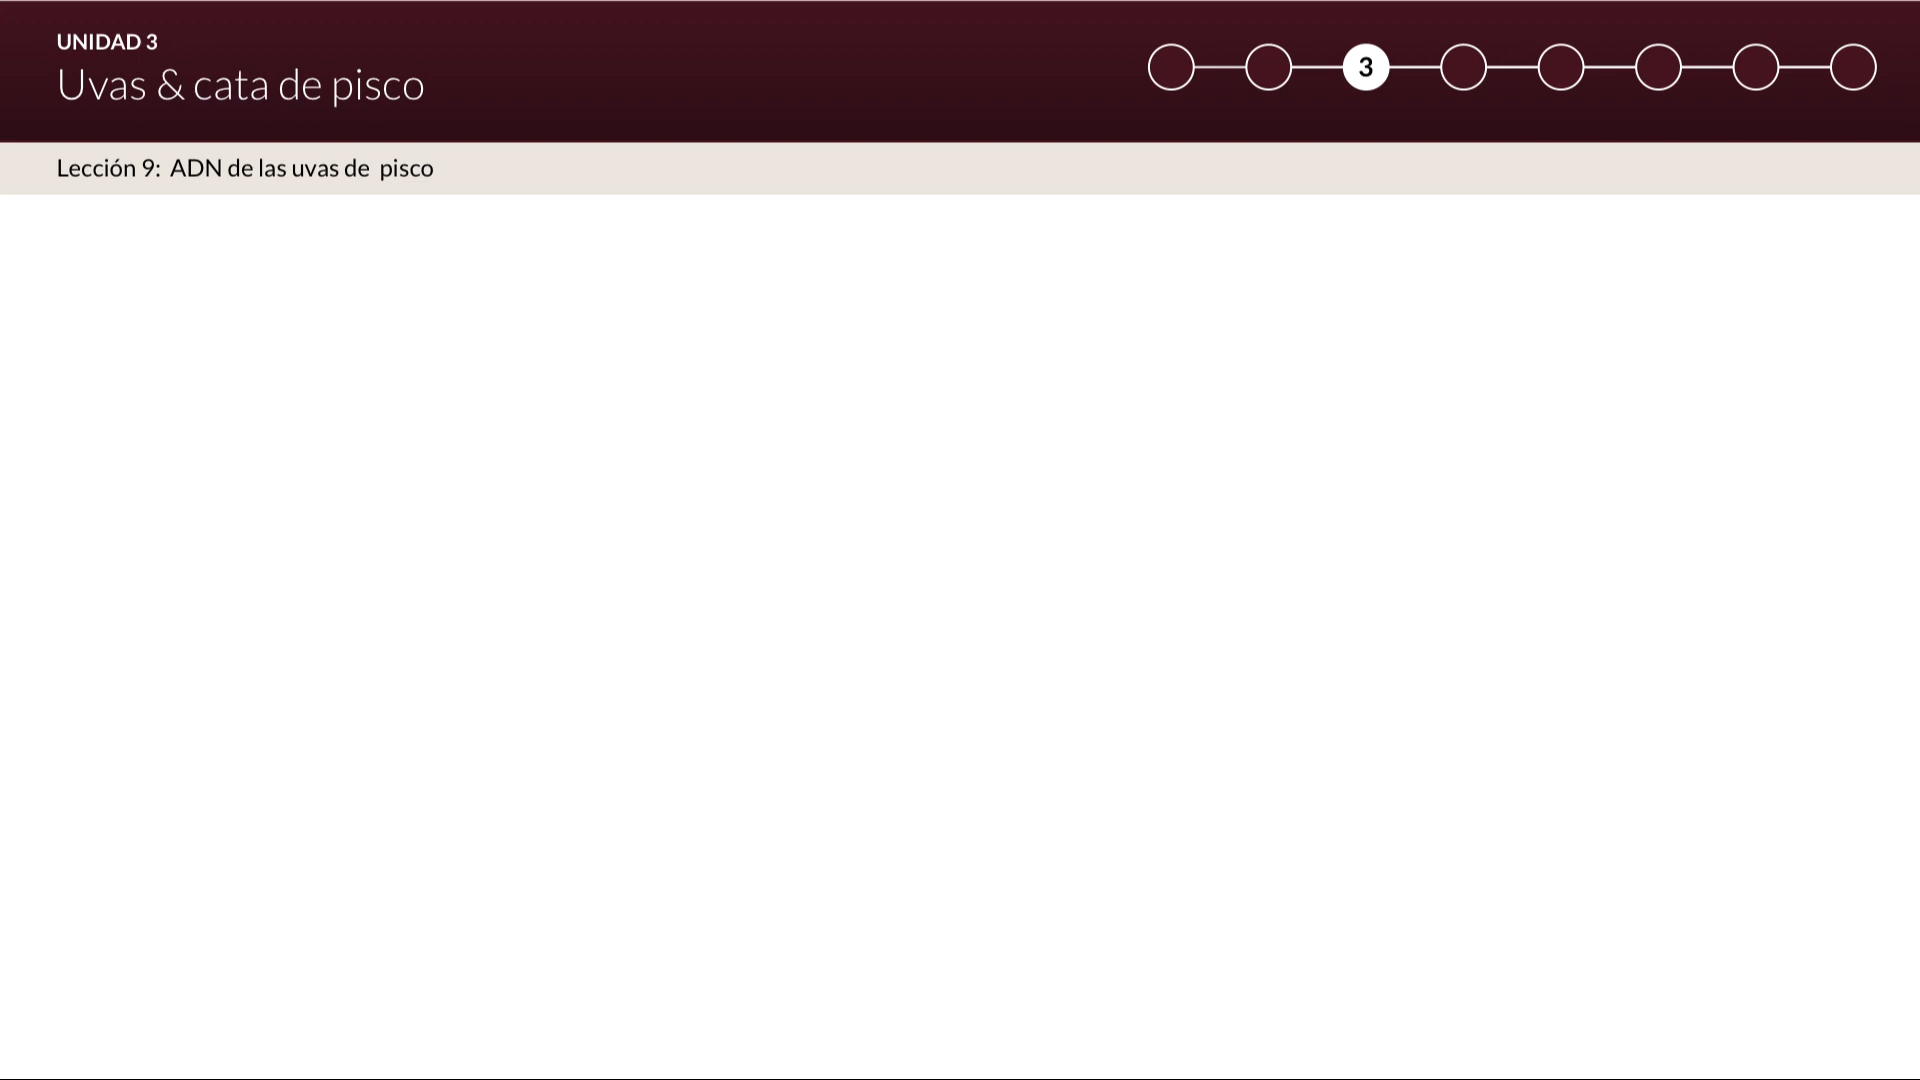 UNIDAD 3
Uvas & cata de pisco
3
Lección 9: ADN de las uvas de pisco